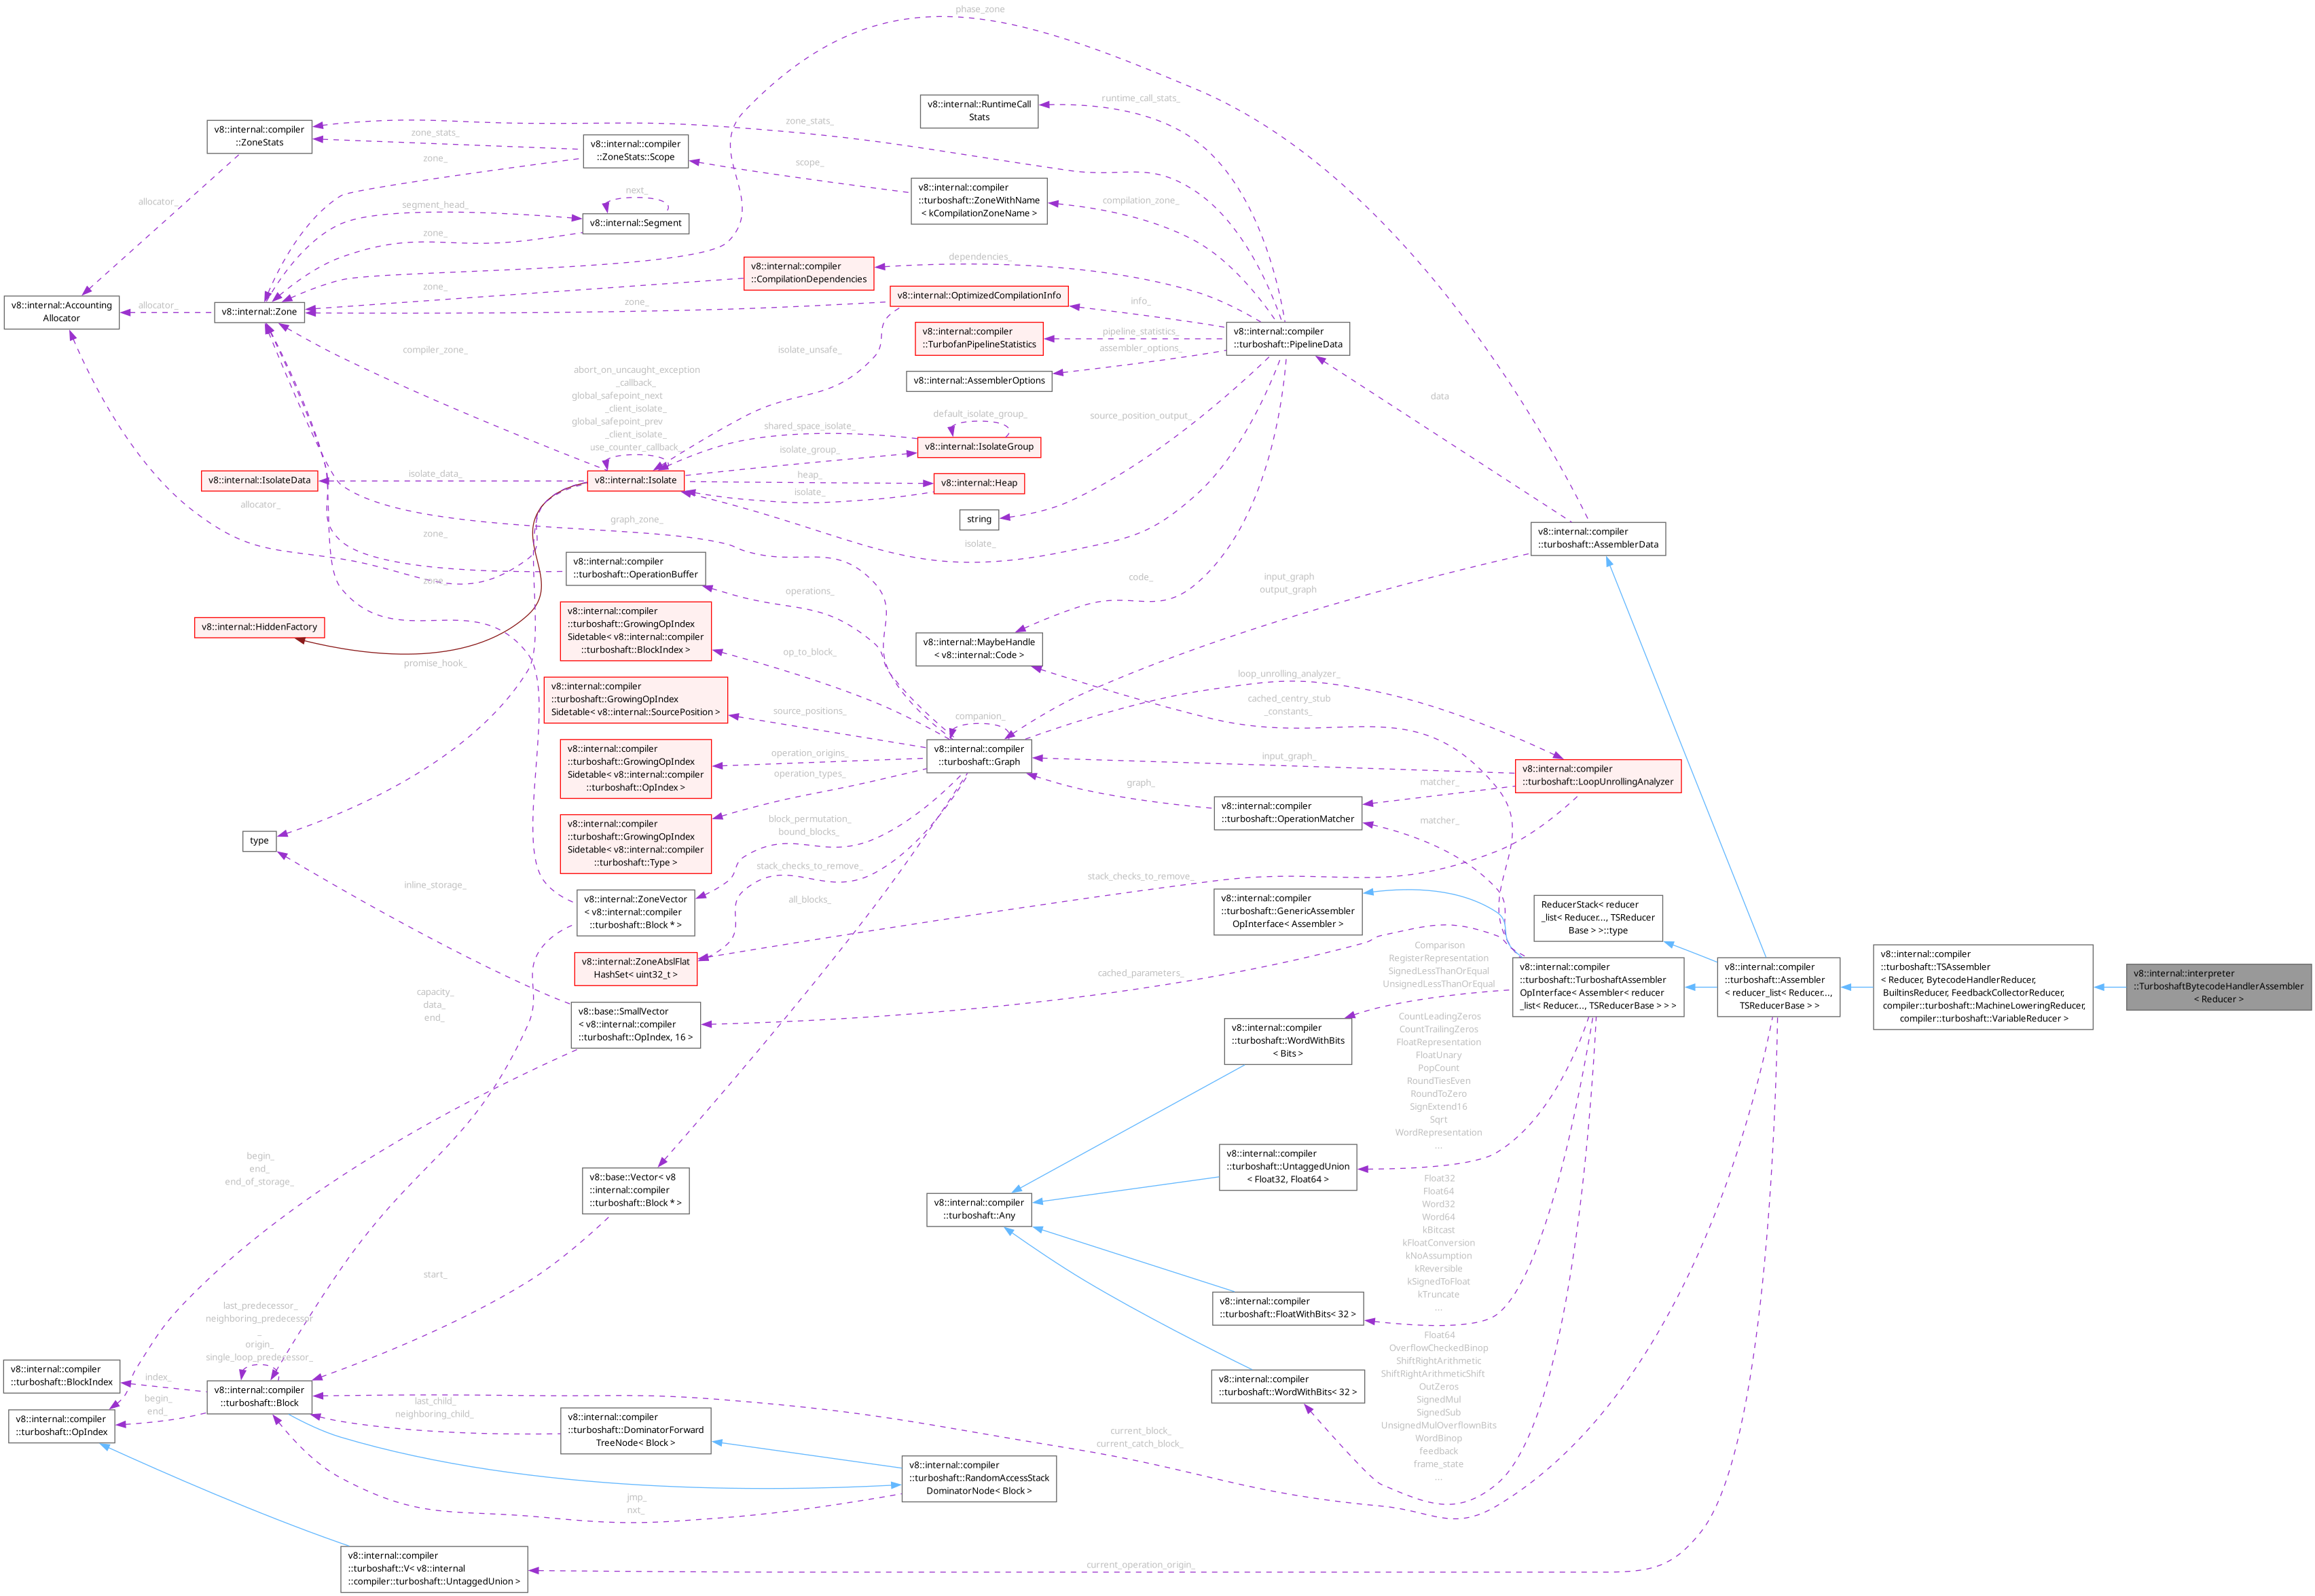 phase_zone
v8::internal::RuntimeCall
Stats
runtime_call_stats_
v8::internal::compiler
::ZoneStats
zone_stats_
zone_stats_
zone_
v8::internal::compiler
::ZoneStats::Scope
scope_
v8::internal::compiler
::turboshaft::ZoneWithName
< kCompilationZoneName >
compilation_zone_
allocator_
segment_head_
next_
v8::internal::Segment
zone_
v8::internal::compiler
::CompilationDependencies
dependencies_
zone_
v8::internal::Accounting
Allocator
allocator_
v8::internal::Zone
zone_
v8::internal::OptimizedCompilationInfo
info_
v8::internal::compiler
::TurbofanPipelineStatistics
pipeline_statistics_
v8::internal::compiler
::turboshaft::PipelineData
compiler_zone_
isolate_unsafe_
assembler_options_
v8::internal::AssemblerOptions
abort_on_uncaught_exception
_callback_
global_safepoint_next
_client_isolate_
global_safepoint_prev
_client_isolate_
use_counter_callback_
data
source_position_output_
default_isolate_group_
shared_space_isolate_
v8::internal::IsolateGroup
isolate_group_
v8::internal::IsolateData
isolate_data_
v8::internal::Isolate
heap_
isolate_
v8::internal::Heap
allocator_
graph_zone_
string
zone_
isolate_
v8::internal::compiler
::turboshaft::AssemblerData
v8::internal::compiler
::turboshaft::OperationBuffer
zone_
operations_
code_
input_graph
output_graph
v8::internal::HiddenFactory
v8::internal::compiler
::turboshaft::GrowingOpIndex
Sidetable< v8::internal::compiler
::turboshaft::BlockIndex >
op_to_block_
v8::internal::MaybeHandle
< v8::internal::Code >
promise_hook_
loop_unrolling_analyzer_
v8::internal::compiler
::turboshaft::GrowingOpIndex
Sidetable< v8::internal::SourcePosition >
source_positions_
companion_
cached_centry_stub
_constants_
v8::internal::compiler
::turboshaft::GrowingOpIndex
Sidetable< v8::internal::compiler
::turboshaft::OpIndex >
operation_origins_
operation_types_
v8::internal::compiler
::turboshaft::Graph
input_graph_
v8::internal::compiler
::turboshaft::LoopUnrollingAnalyzer
graph_
matcher_
v8::internal::compiler
::turboshaft::OperationMatcher
matcher_
type
v8::internal::compiler
::turboshaft::GrowingOpIndex
Sidetable< v8::internal::compiler
::turboshaft::Type >
block_permutation_
bound_blocks_
stack_checks_to_remove_
stack_checks_to_remove_
inline_storage_
v8::internal::ZoneVector
< v8::internal::compiler
::turboshaft::Block * >
all_blocks_
v8::internal::compiler
::turboshaft::GenericAssembler
OpInterface< Assembler >
ReducerStack< reducer
_list< Reducer..., TSReducer
Base > >::type
v8::internal::ZoneAbslFlat
HashSet< uint32_t >
cached_parameters_
Comparison
RegisterRepresentation
SignedLessThanOrEqual
UnsignedLessThanOrEqual
v8::internal::compiler
::turboshaft::TurboshaftAssembler
OpInterface< Assembler< reducer
_list< Reducer..., TSReducerBase > > >
v8::internal::compiler
::turboshaft::Assembler
< reducer_list< Reducer...,
TSReducerBase > >
v8::internal::compiler
::turboshaft::TSAssembler
< Reducer, BytecodeHandlerReducer,
BuiltinsReducer, FeedbackCollectorReducer,
compiler::turboshaft::MachineLoweringReducer,
compiler::turboshaft::VariableReducer >
v8::internal::interpreter
::TurboshaftBytecodeHandlerAssembler
< Reducer >
capacity_
data_
end_
v8::base::SmallVector
< v8::internal::compiler
::turboshaft::OpIndex, 16 >
v8::internal::compiler
::turboshaft::WordWithBits
< Bits >
CountLeadingZeros
CountTrailingZeros
FloatRepresentation
FloatUnary
PopCount
RoundTiesEven
RoundToZero
SignExtend16
Sqrt
WordRepresentation
...
begin_
end_
end_of_storage_
v8::base::Vector< v8
::internal::compiler
::turboshaft::Block * >
v8::internal::compiler
::turboshaft::UntaggedUnion
< Float32, Float64 >
v8::internal::compiler
::turboshaft::Any
Float32
Float64
Word32
Word64
kBitcast
kFloatConversion
kNoAssumption
kReversible
kSignedToFloat
kTruncate
...
start_
v8::internal::compiler
::turboshaft::FloatWithBits< 32 >
last_predecessor_
neighboring_predecessor
_
origin_
single_loop_predecessor_
v8::internal::compiler
::turboshaft::BlockIndex
index_
begin_
end_
v8::internal::compiler
::turboshaft::Block
v8::internal::compiler
::turboshaft::WordWithBits< 32 >
Float64
OverflowCheckedBinop
ShiftRightArithmetic
ShiftRightArithmeticShift
OutZeros
SignedMul
SignedSub
UnsignedMulOverflownBits
WordBinop
feedback
frame_state
...
v8::internal::compiler
::turboshaft::OpIndex
last_child_
neighboring_child_
v8::internal::compiler
::turboshaft::DominatorForward
TreeNode< Block >
current_block_
current_catch_block_
v8::internal::compiler
::turboshaft::RandomAccessStack
DominatorNode< Block >
jmp_
nxt_
v8::internal::compiler
::turboshaft::V< v8::internal
::compiler::turboshaft::UntaggedUnion >
current_operation_origin_